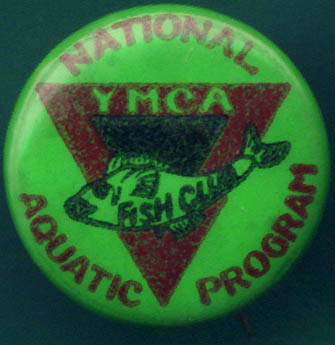 NATIONAL
YMCA
FISH CLUB
AQUATIC PROGRAM